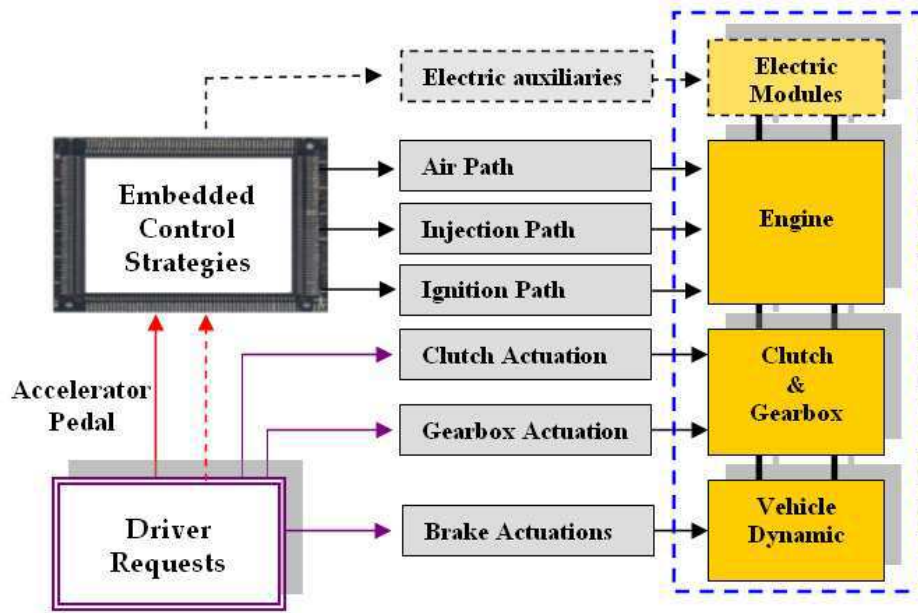 Electric auxiliaries
Electric
Modules
Embedded
Control
Strategies
Air Path
Injection Path
Ignition Path
Engine
Accelerator
Pedal
Clutch Actuation
Gearbox Actuation
Clutch
&
Gearbox
Driver
Requests
Brake Actuations
Vehicle
Dynamic